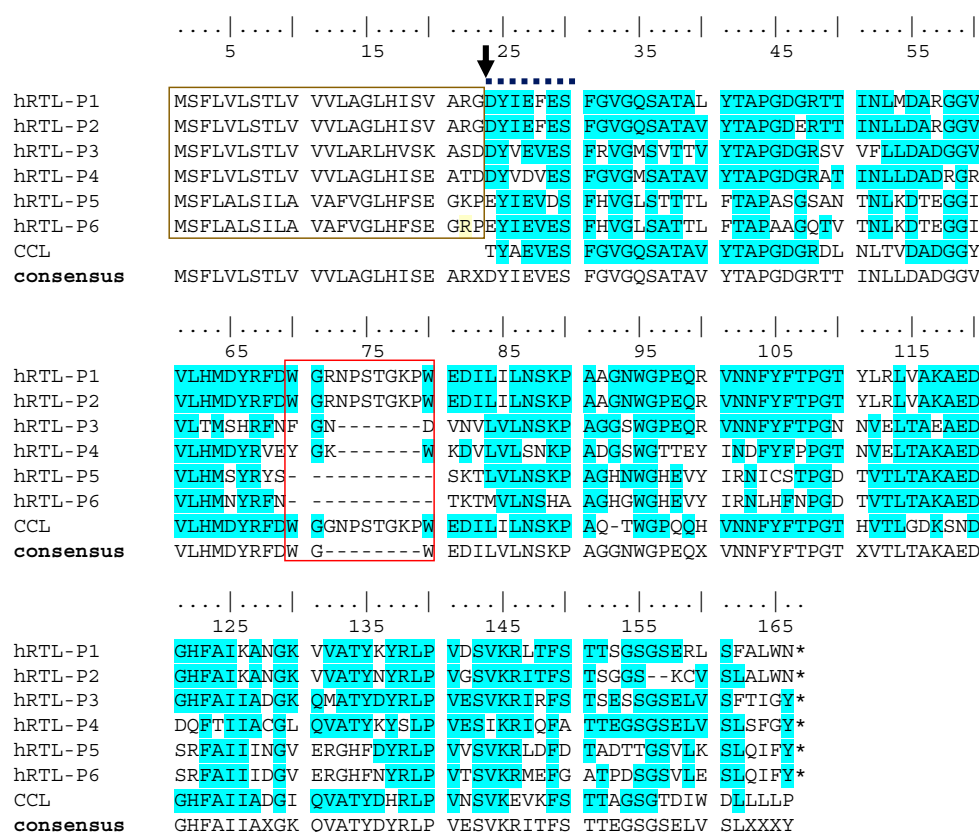 ....|....| ....|....| ....|....| ....|....| ....|....| ....|....|
5 15 25 35 45 55
hRTL-P1 MSFLVLSTLV VVLAGLHISV ARGDYIEFES FGVGQSATAL YTAPGDGRTT INLMDARGGV
hRTL-P2 MSFLVLSTLV VVLAGLHISV ARGDYIEFES FGVGQSATAV YTAPGDERTT INLLDARGGV
hRTL-P3 MSFLVLSTLV VVLARLHVSK ASDDYVEVES FRVGMSVTTV YTAPGDGRSV VFLLDADGGV
hRTL-P4 MSFLVLSTLV VVLAGLHISE ATDDYVDVES FGVGMSATAV YTAPGDGRAT INLLDADRGR
hRTL-P5 MSFLALSILA VAFVGLHFSE GKPEYIEVDS FHVGLSTTTL FTAPASGSAN TNLKDTEGGI
hRTL-P6 MSFLALSILA VAFVGLHFSE GRPEYIEVES FHVGLSATTL FTAPAAGQTV TNLKDTEGGI
CCL TYAEVES FGVGQSATAV YTAPGDGRDL NLTVDADGGY
consensus MSFLVLSTLV VVLAGLHISE ARXDYIEVES FGVGQSATAV YTAPGDGRTT INLLDADGGV
....|....| ....|....| ....|....| ....|....| ....|....| ....|....|
65 75 85 95 105 115
hRTL-P1 VLHMDYRFDW GRNPSTGKPW EDILILNSKP AAGNWGPEQR VNNFYFTPGT YLRLVAKAED
hRTL-P2 VLHMDYRFDW GRNPSTGKPW EDILILNSKP AAGNWGPEQR VNNFYFTPGT YLRLVAKAED
hRTL-P3 VLTMSHRFNF GN-------D VNVLVLNSKP AGGSWGPEQR VNNFYFTPGN NVELTAEAED
hRTL-P4 VLHMDYRVEY GK-------W KDVLVLSNKP ADGSWGTTEY INDFYFPPGT NVELTAKAED
hRTL-P5 VLHMSYRYS- ---------- SKTLVLNSKP AGHNWGHEVY IRNICSTPGD TVTLTAKAED
hRTL-P6 VLHMNYRFN- ---------- TKTMVLNSHA AGHGWGHEVY IRNLHFNPGD TVTLTAKAED
CCL VLHMDYRFDW GGNPSTGKPW EDILILNSKP AQ-TWGPQQH VNNFYFTPGT HVTLGDKSND
consensus VLHMDYRFDW G---------W EDILVLNSKP AGGNWGPEQX VNNFYFTPGT XVTLTAKAED
....|....| ....|....| ....|....| ....|....| ....|..
125 135 145 155 165
hRTL-P1 GHFAIKANGK VVATYKYRLP VDSVKRLTFS TTSGSGSERL SFALWN*
hRTL-P2 GHFAIKANGK VVATYNYRLP VGSVKRITFS TSGGS--KCV SLALWN*
hRTL-P3 GHFAIIADGK QMATYDYRLP VESVKRIRFS TSESSGSELV SFTIGY*
hRTL-P4 DQFTIIACGL QVATYKYSLP VESIKRIQFA TTEGSGSELV SLSFGY*
hRTL-P5 SRFAIIINGV ERGHFDYRLP VVSVKRLDFD TADTTGSVLK SLQIFY*
hRTL-P6 SRFAIIIDGV ERGHFNYRLP VTSVKRMEFG ATPDSGSVLE SLQIFY*
CCL GHFAIIADGI QVATYDHRLP VNSVKEVKFS TTAGSGTDIW DLLLLP
consensus GHFAIIAXGK QVATYDYRLP VESVKRITFS TTEGSGSELV SLXXXY